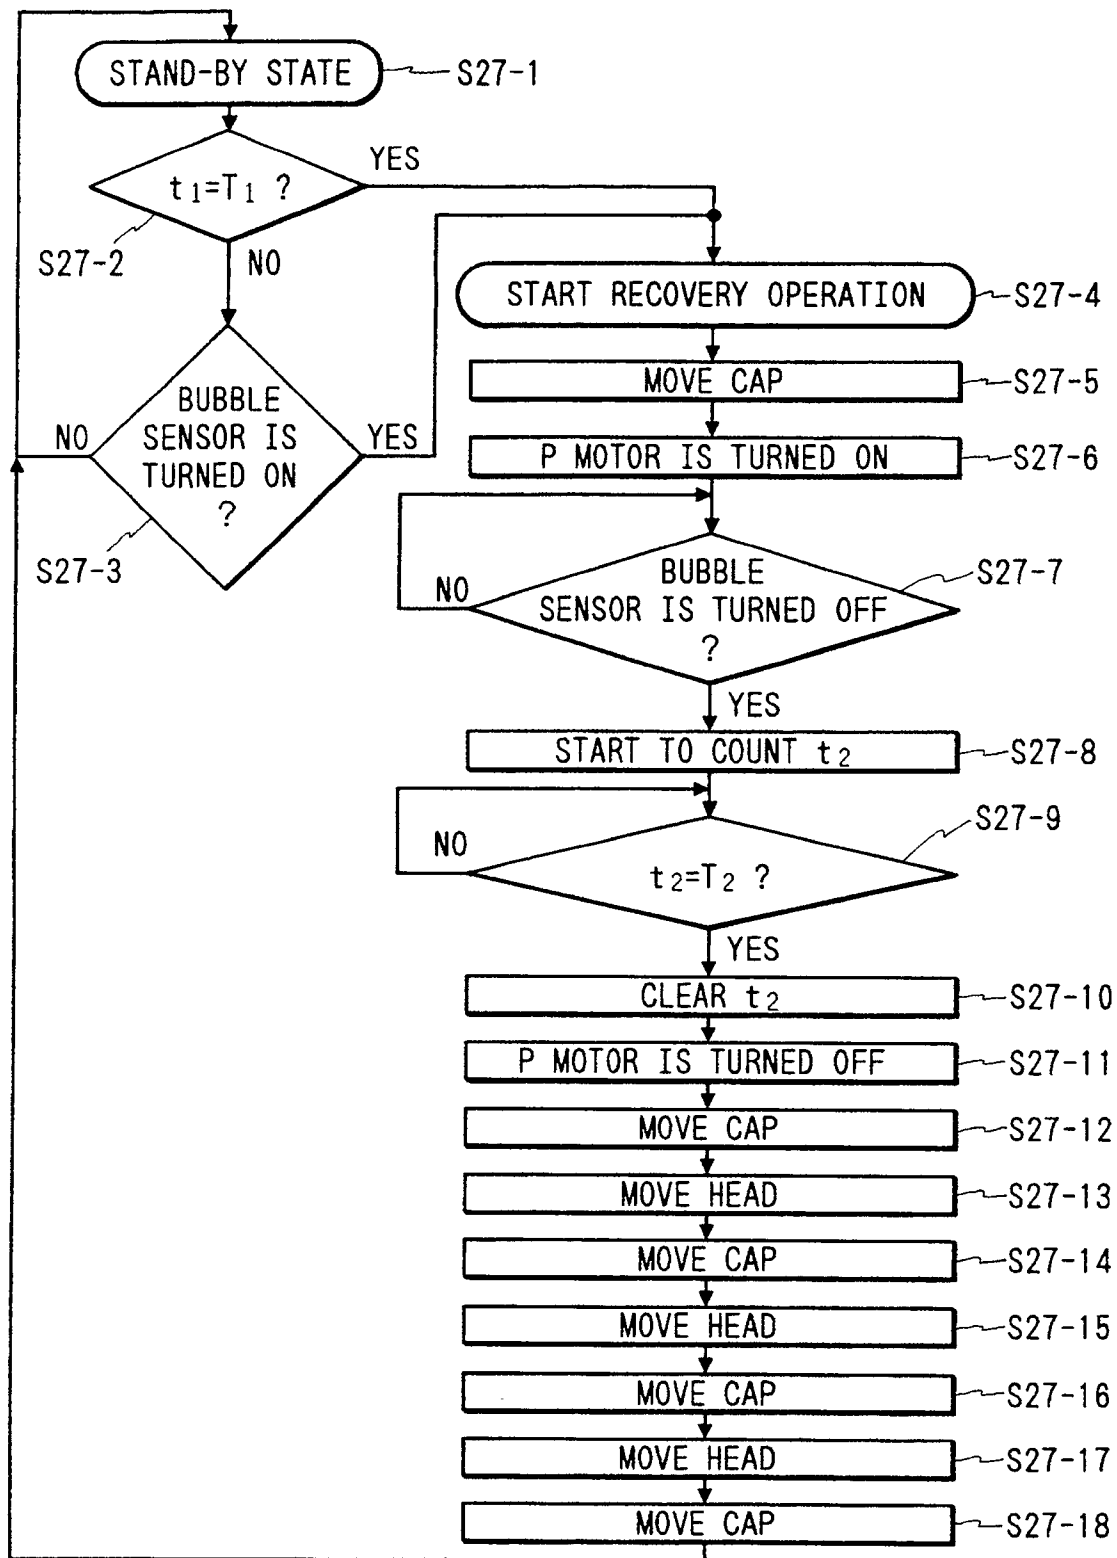 STAND-BY STATE
S27-1
t1=T1 ?
YES
S27-2
NO
BUBBLE
SENSOR IS
TURNED ON
?
NO
YES
S27-3
START RECOVERY OPERATION
S27-4
MOVE CAP
S27-5
P MOTOR IS TURNED ON
S27-6
BUBBLE
SENSOR IS TURNED OFF
?
S27-7
NO
YES
START TO COUNT t2
S27-8
t2=T2 ?
S27-9
NO
YES
CLEAR t2
S27-10
P MOTOR IS TURNED OFF
S27-11
MOVE CAP
S27-12
MOVE HEAD
S27-13
MOVE CAP
S27-14
MOVE HEAD
S27-15
MOVE CAP
S27-16
MOVE HEAD
S27-17
MOVE CAP
S27-18